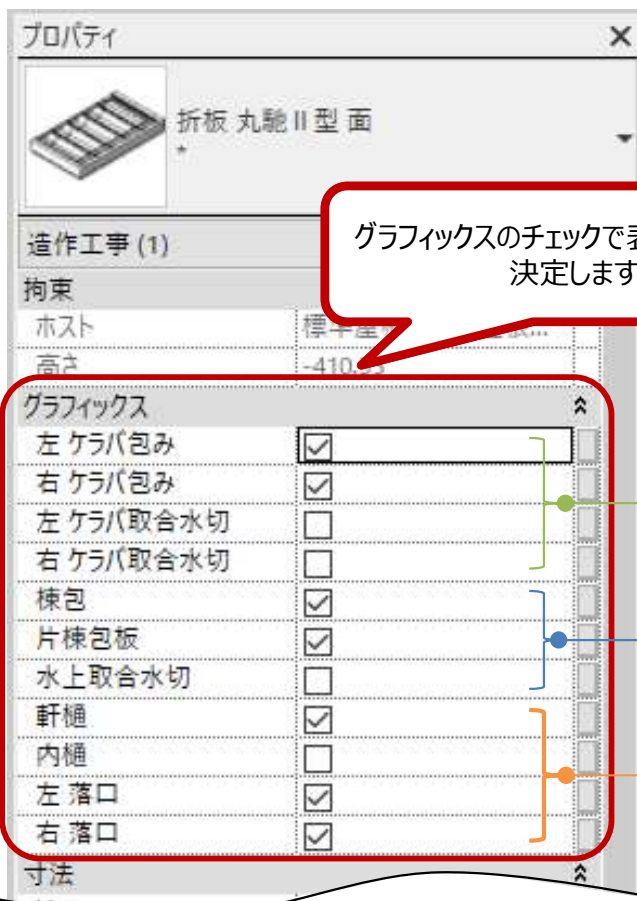 プロパティ
折板 丸馳Ⅱ型 面
*
グラフィックスのチェックで
決定します
造作工事 (1)
拘束
ホスト
高さ -410.
グラフィックス
左 ケラバ包み
右 ケラバ包み
左 ケラバ取合水切
右 ケラバ取合水切
棟包
片棟包板
水上取合水切
軒樋
内樋
左 落口
右 落口
寸法